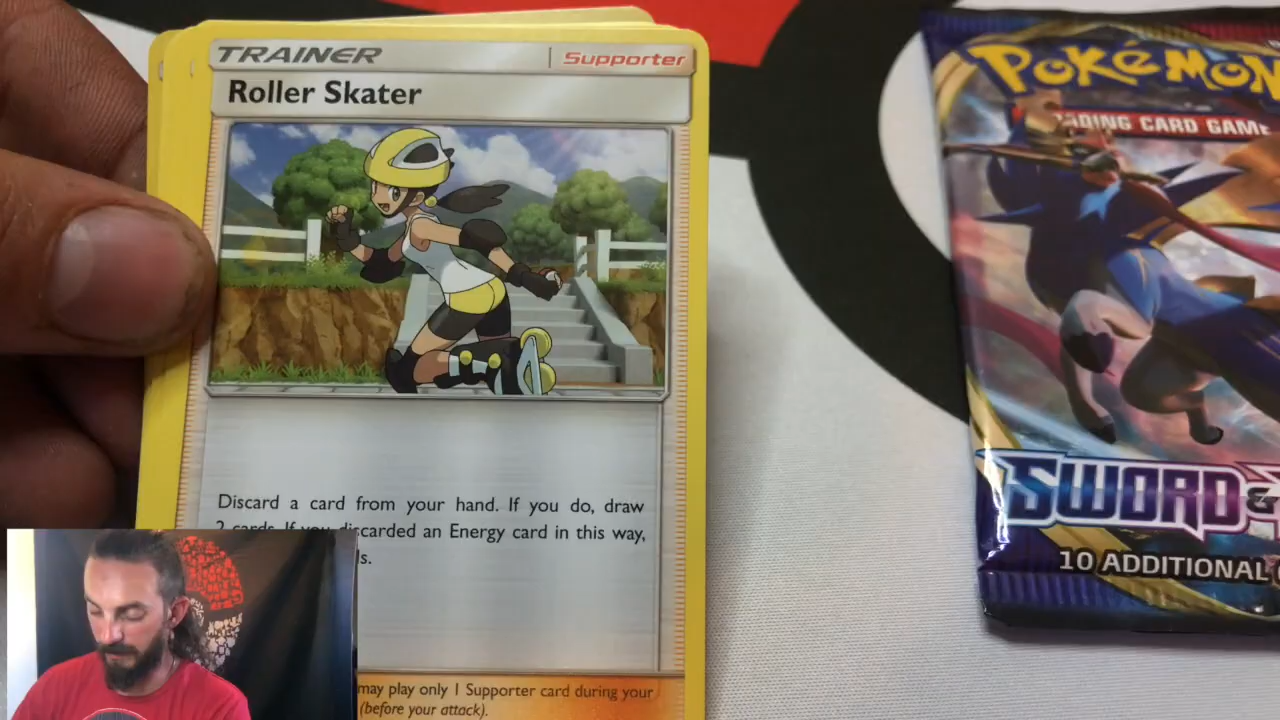 TRAINER
Supporter
Roller Skater
Discard a card from your hand. If you do, draw
2 cards. If you discarded an Energy card in this way,
s.
may play only 1 Supporter card during your
(before your attack).
POKÉMON
TRADING CARD GAME
SWORD &
10 ADDITIONAL